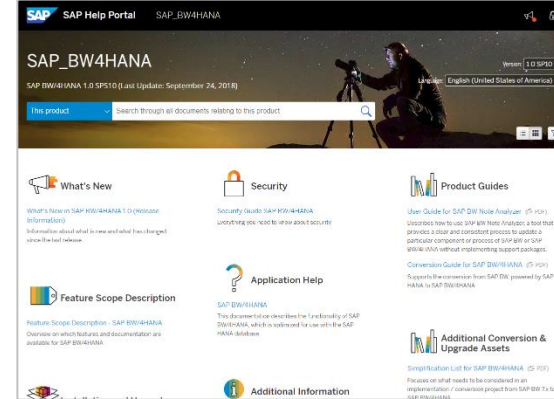 SAP SAP Help Portal SAP_BW4HANA
SAP_BW4HANA
Version: 1.0 SPS10
SAP BW/4HANA 1.0 SPS10 (Last Update: September 24, 2018)
Language: English (United States of America)
This product Search through all documents relating to this product
What's New
What's New in SAP BW/4HANA 1.0 (Release Information)
Information about what is new and what has changed
since the last release
Feature Scope Description
Feature Scope Description - SAP BW/4HANA
Overview on which features and documentation are
available for SAP BW/4HANA
Security
Security Guide SAP BW/4HANA
Everything you need to know about security
Application Help
SAP BW/4HANA
This documentation describes the functionality of SAP
BW/4HANA, which is optimized for use with the SAP
HANA database
Additional Information
Product Guides
User Guide for SAP BW Note Analyzer (PDF)
Describes how to use SAP BW Note Analyzer, a tool that
provides a clear and consistent process to update a
particular component or process of SAP BW or SAP
BW/4HANA without implementing support packages.
Conversion Guide for SAP BW/4HANA (PDF)
Supports the conversion from SAP BW, powered by SAP
HANA to SAP BW/4HANA
Additional Conversion &
Upgrade Assets
Simplification List for SAP BW/4HANA (PDF)
Focuses on what needs to be considered in an
implementation / conversion project from SAP BW 7.x to
SAP BW/4HANA